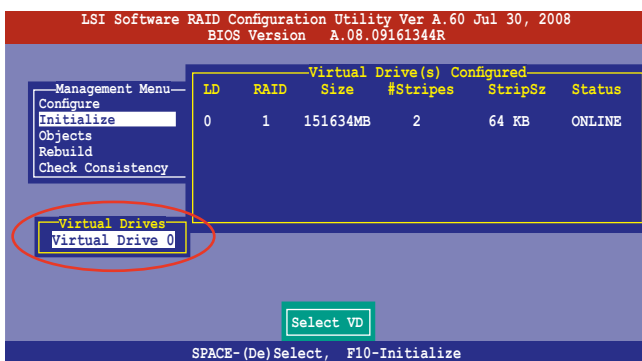 LSI Software RAID Configuration Utility Ver A.60 Jul 30, 2008
BIOS Version A.08.09161344R
Management Menu
Configure
Initialize
Objects
Rebuild
Check Consistency
Virtual Drive(s) Configured
LD RAID Size #Stripes StripSz Status
0 1 151634MB 2 64 KB ONLINE
Virtual Drives
Virtual Drive 0
Select VD
SPACE-(De)Select, F10-Initialize